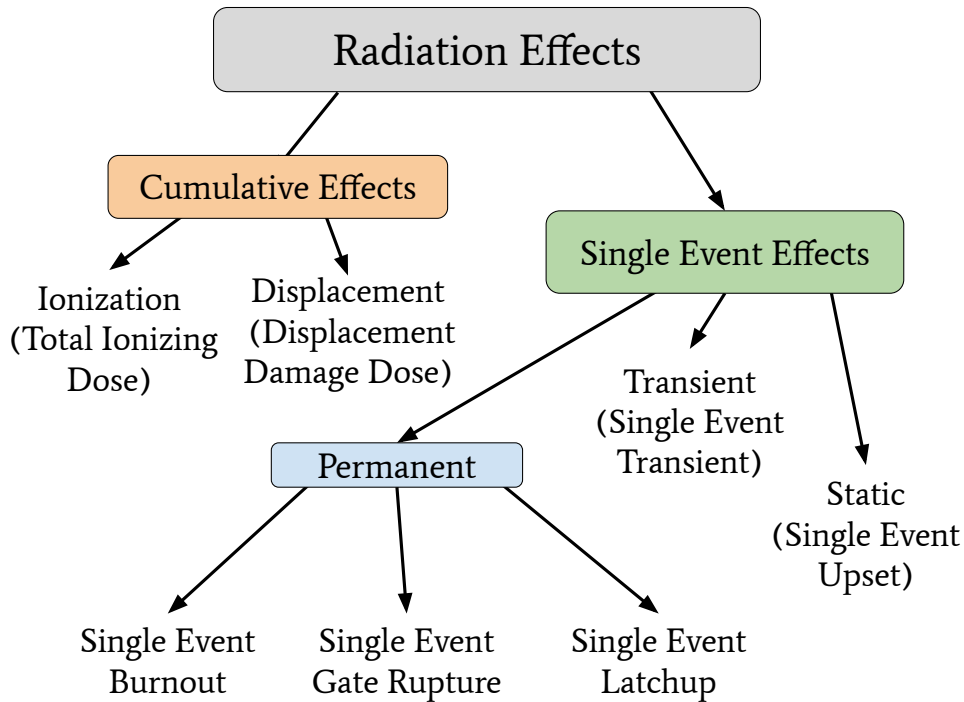 Radiation Effects
Cumulative Effects
Single Event Effects
Ionization
(Total Ionizing
Dose)
Displacement
(Displacement
Damage Dose)
Transient
(Single Event
Transient)
Static
(Single Event
Upset)
Permanent
Single Event
Burnout
Single Event
Gate Rupture
Single Event
Latchup